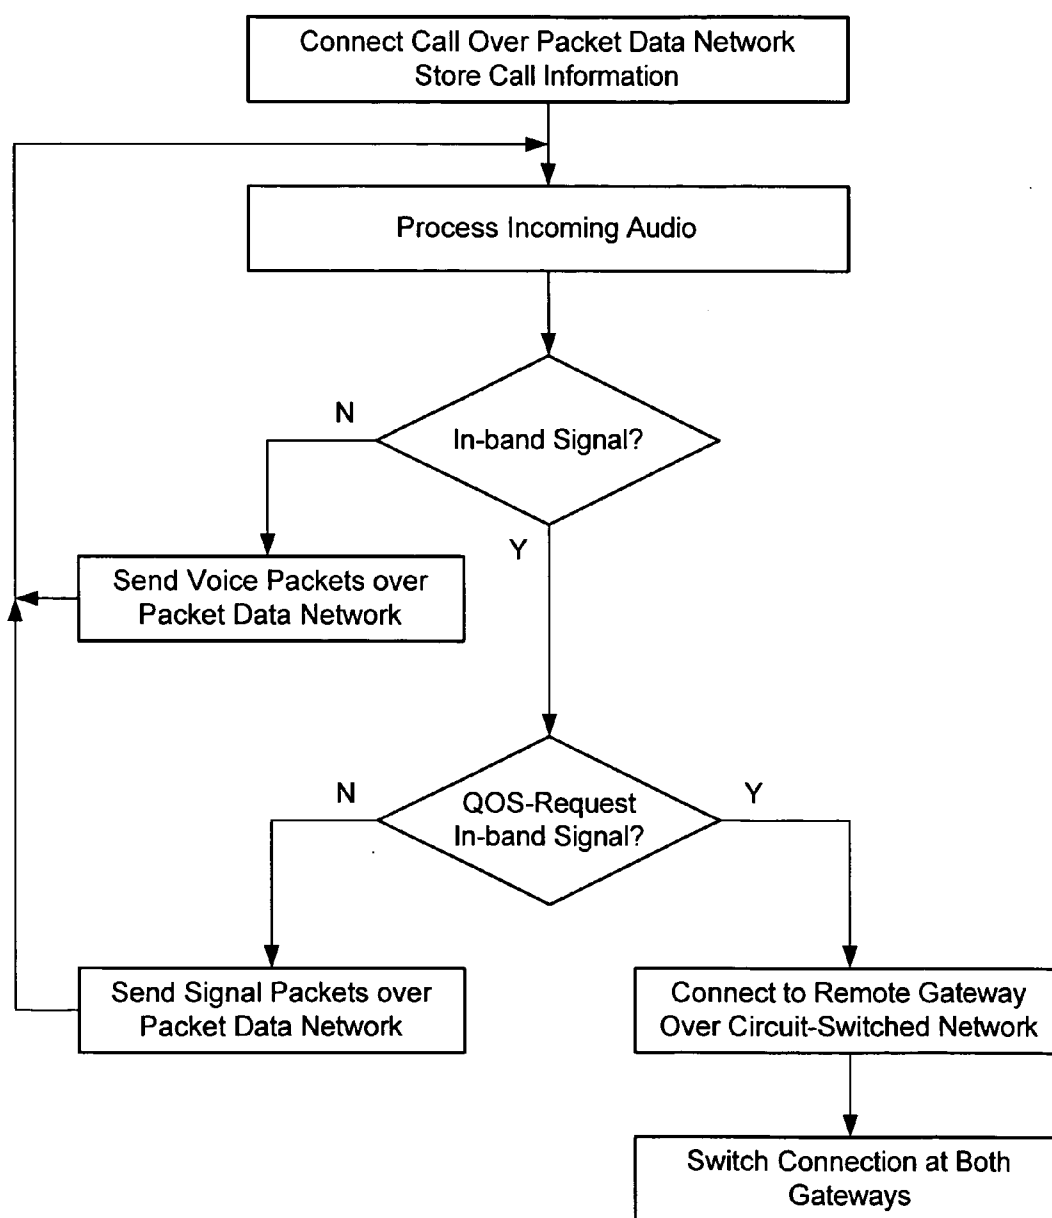 Connect Call Over Packet Data Network
Store Call Information
Process Incoming Audio
N
In-band Signal?
Y
Send Voice Packets over
Packet Data Network
N
QOS-Request
In-band Signal?
Y
Send Signal Packets over
Packet Data Network
Connect to Remote Gateway
Over Circuit-Switched Network
Switch Connection at Both
Gateways